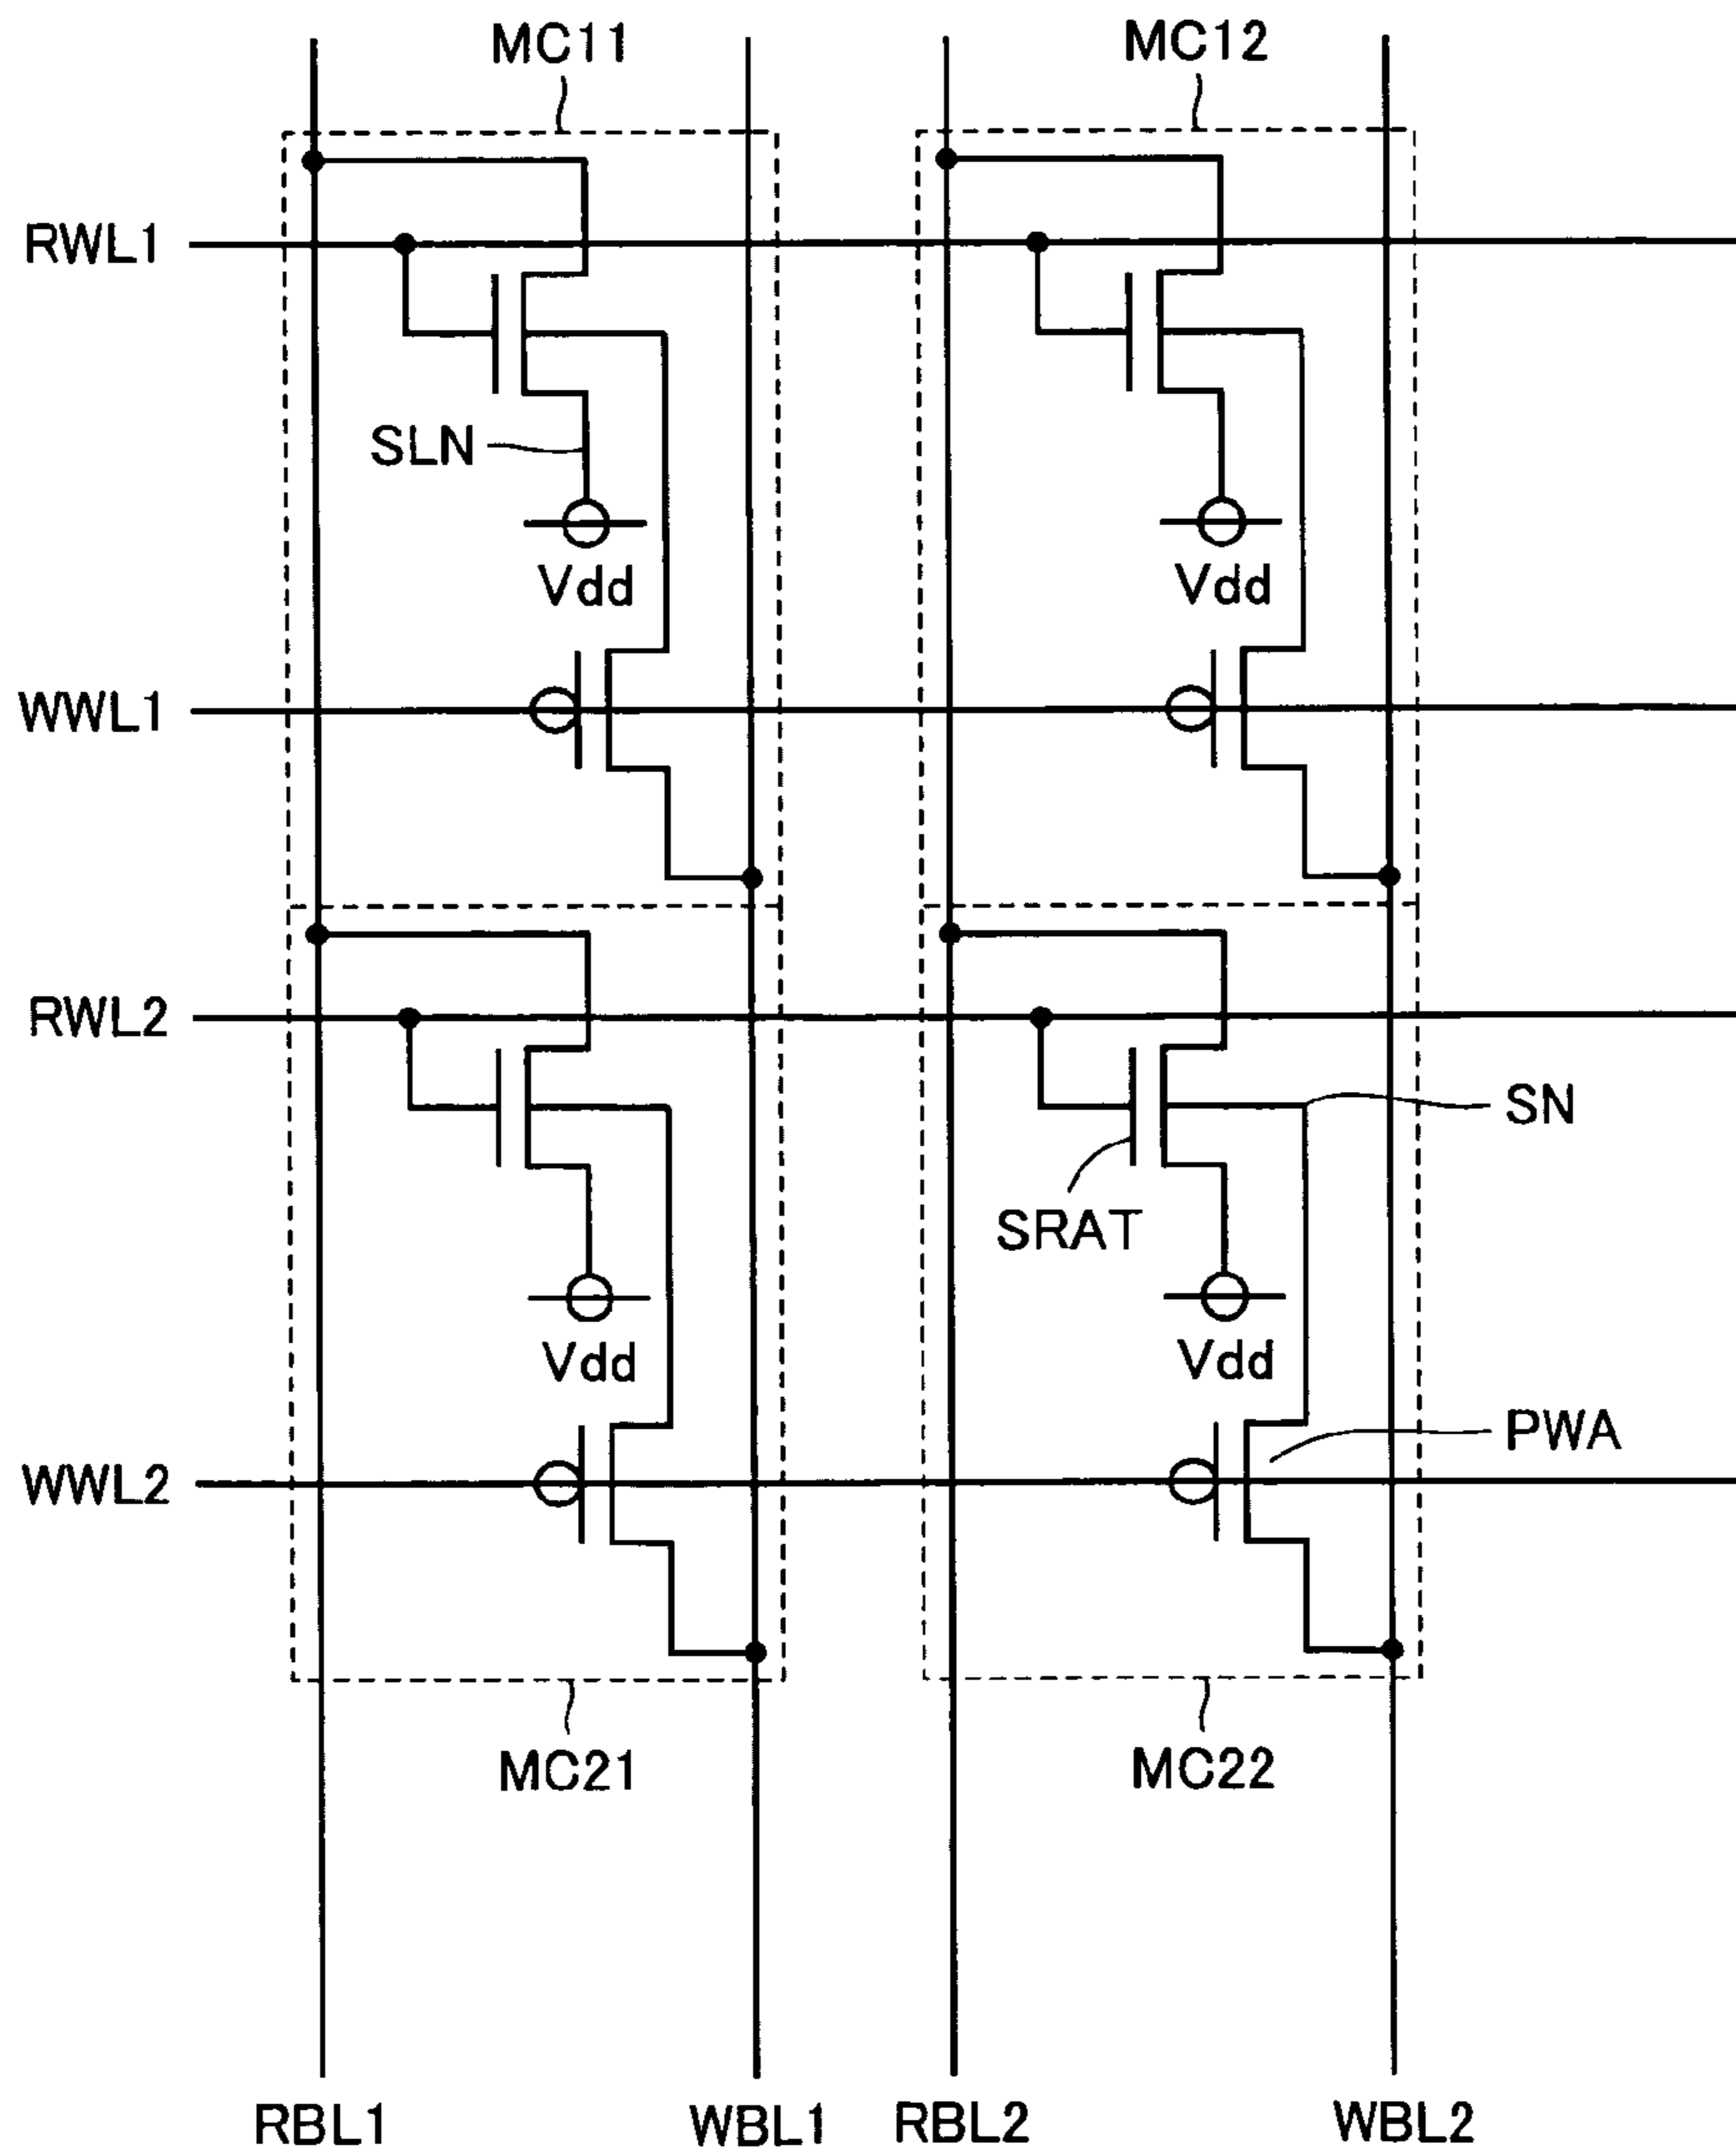 MC11
MC12
RWL1
SLN
Vdd
Vdd
WWL1
RWL2
SN
SRAT
Vdd
Vdd
PWA
WWL2
MC21
MC22
RBL1
WBL1
RBL2
WBL2